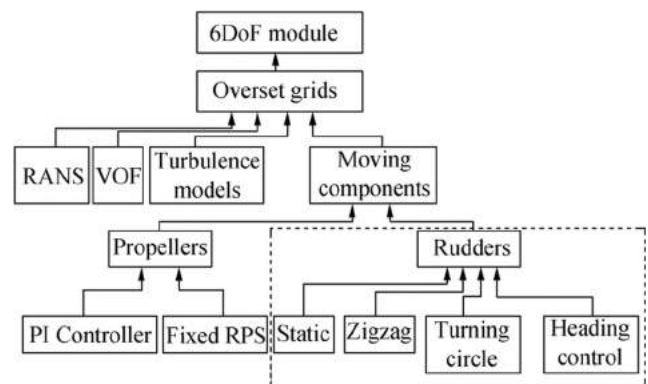 6DoF module
Overset grids
RANS
VOF
Turbulence
models
Moving
components
Propellers
Rudders
PI Controller
Fixed RPS
Static
Zigzag
Turning
circle
Heading
control